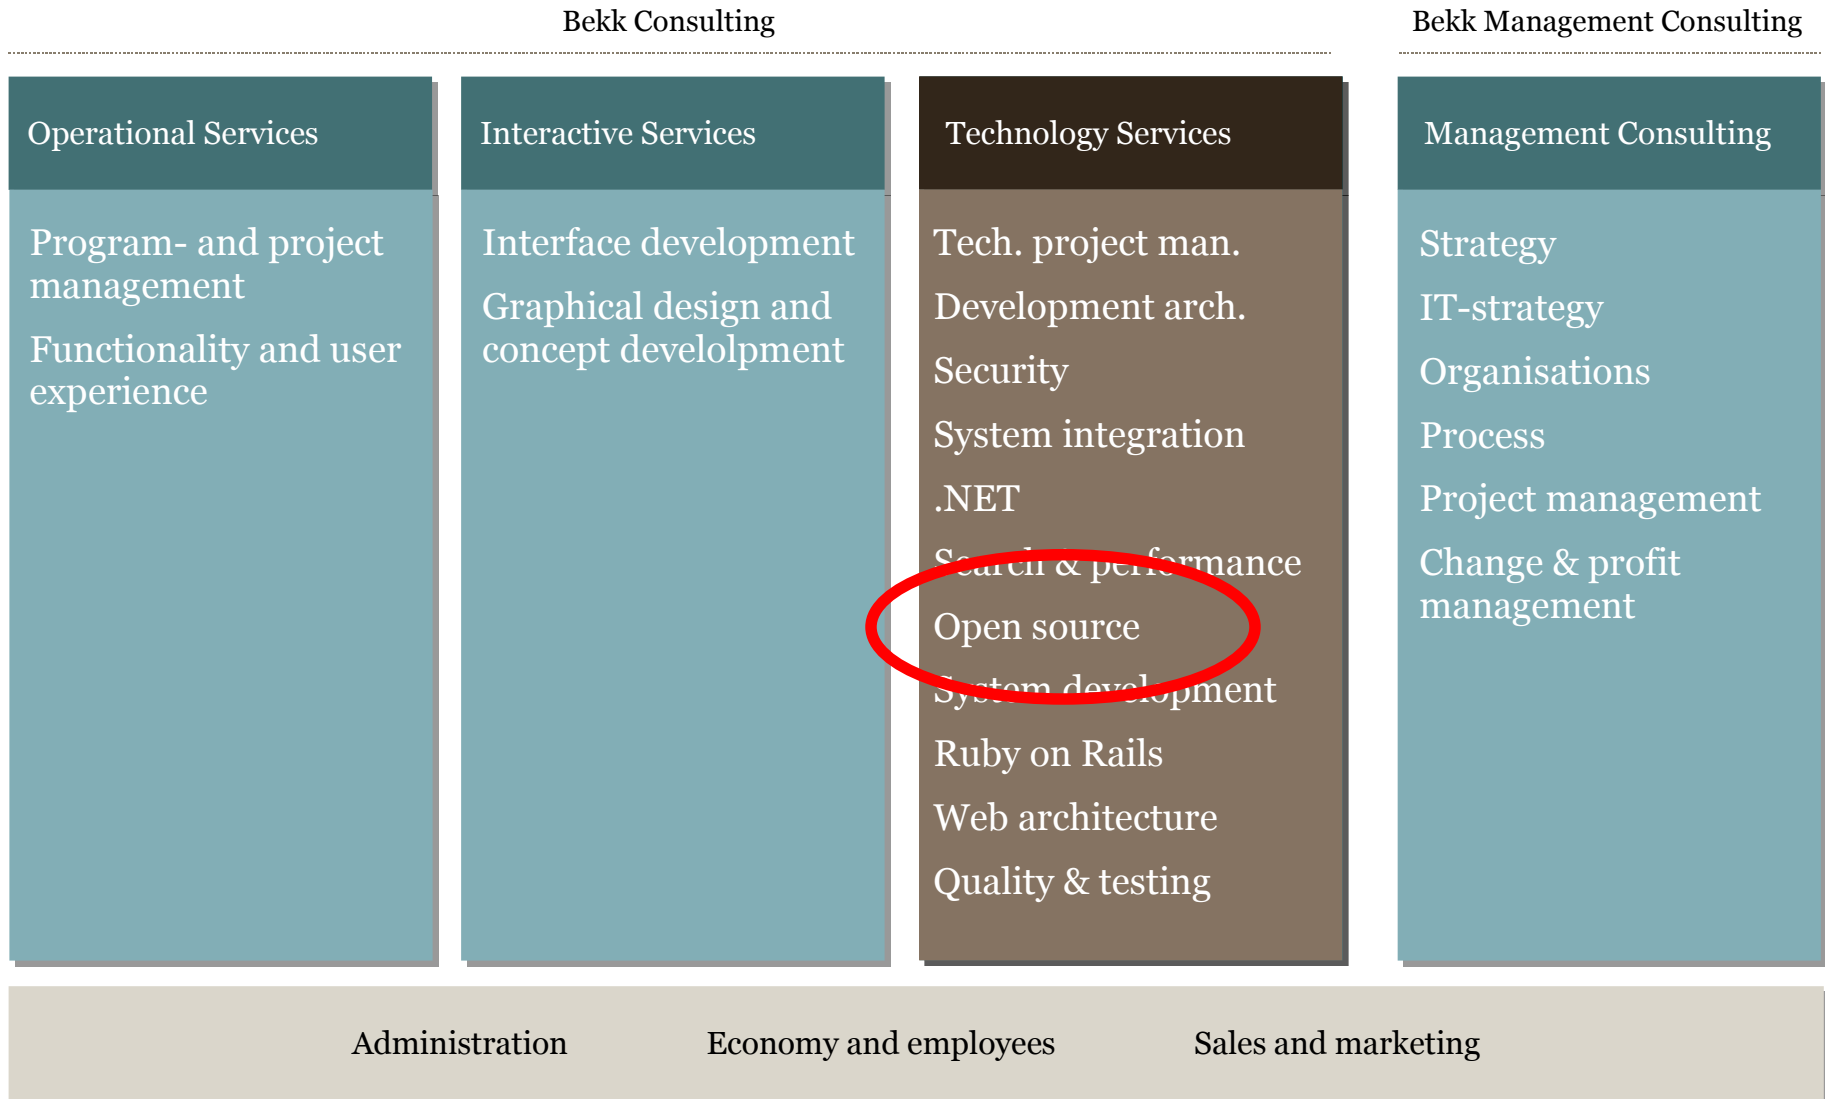 Bekk Consulting
Bekk Management Consulting
Operational Services
Program- and project
management
Functionality and user
experience
Interactive Services
Interface development
Graphical design and
concept develolpment
Technology Services
Tech. project man.
Development arch.
Security
System integration
.NET
Search & performance
Open source
System development
Ruby on Rails
Web architecture
Quality & testing
Management Consulting
Strategy
IT-strategy
Organisations
Process
Project management
Change & profit
management
Administration
Economy and employees
Sales and marketing